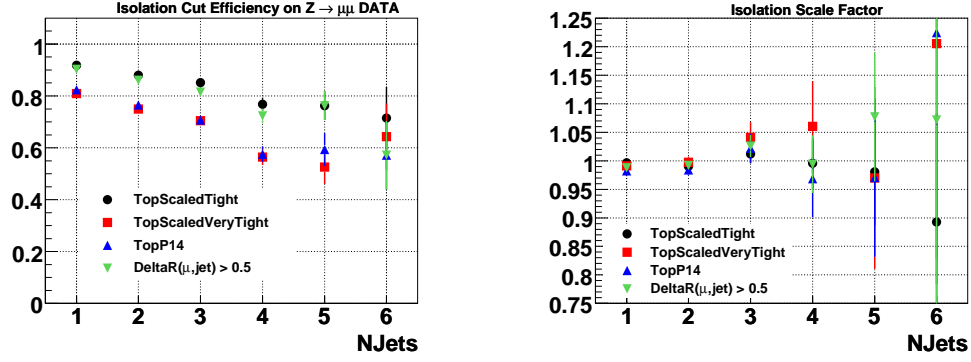 Isolation Cut Efficiency on Z → μμ DATA
1
0.8
0.6
0.4
0.2
0
TopScaledTight
TopScaledVeryTight
TopP14
DeltaR(μ,jet) > 0.5
1 2 3 4 5 6
NJets
Isolation Scale Factor
1.25
1.20
1.15
1.10
1.05
1
0.95
0.9
0.85
0.80
0.75
TopScaledTight
TopScaledVeryTight
TopP14
DeltaR(μ,jet) > 0.5
1 2 3 4 5 6
NJets